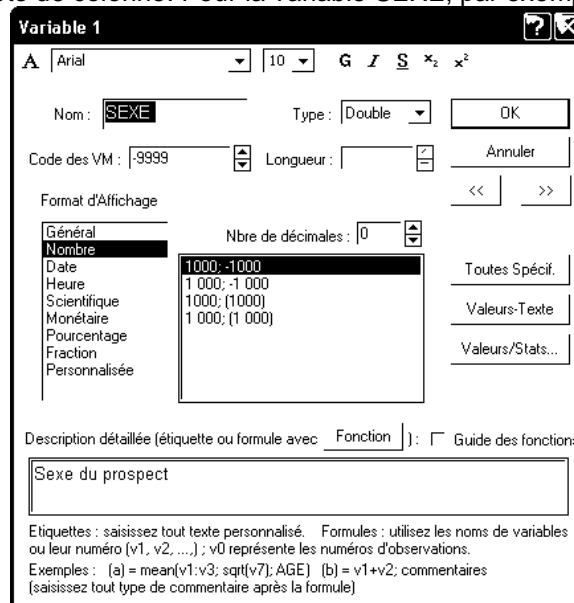 Variable 1
A Arial 10 G I S x₂ x²
Nom : SEXE Type : Double OK
Code des VM : -9999 Longueur : Annuler
<< >>
Format d'Affichage
Général
Nombre
Date
Heure
Scientifique
Monétaire
Pourcentage
Fraction
Personnalisée
Nbre de décimales : 0
1000; -1000
1 000; -1 000
1000; (1000)
1 000; (1 000)
Toutes Spécif.
Valeurs-Texte
Valeurs/Stats...
Description détaillée (étiquette ou formule avec Fonction ) : Guide des fonctions
Sexe du prospect
Etiquettes : saisissez tout texte personnalisé. Formules : utilisez les noms de variables
ou leur numéro (v1, v2, ...,) ; v0 représente les numéros d'observations.
Exemples : (a) = mean(v1:v3; sqrt(v7); AGE) (b) = v1+v2; commentaires
(saisissez tout type de commentaire après la formule)